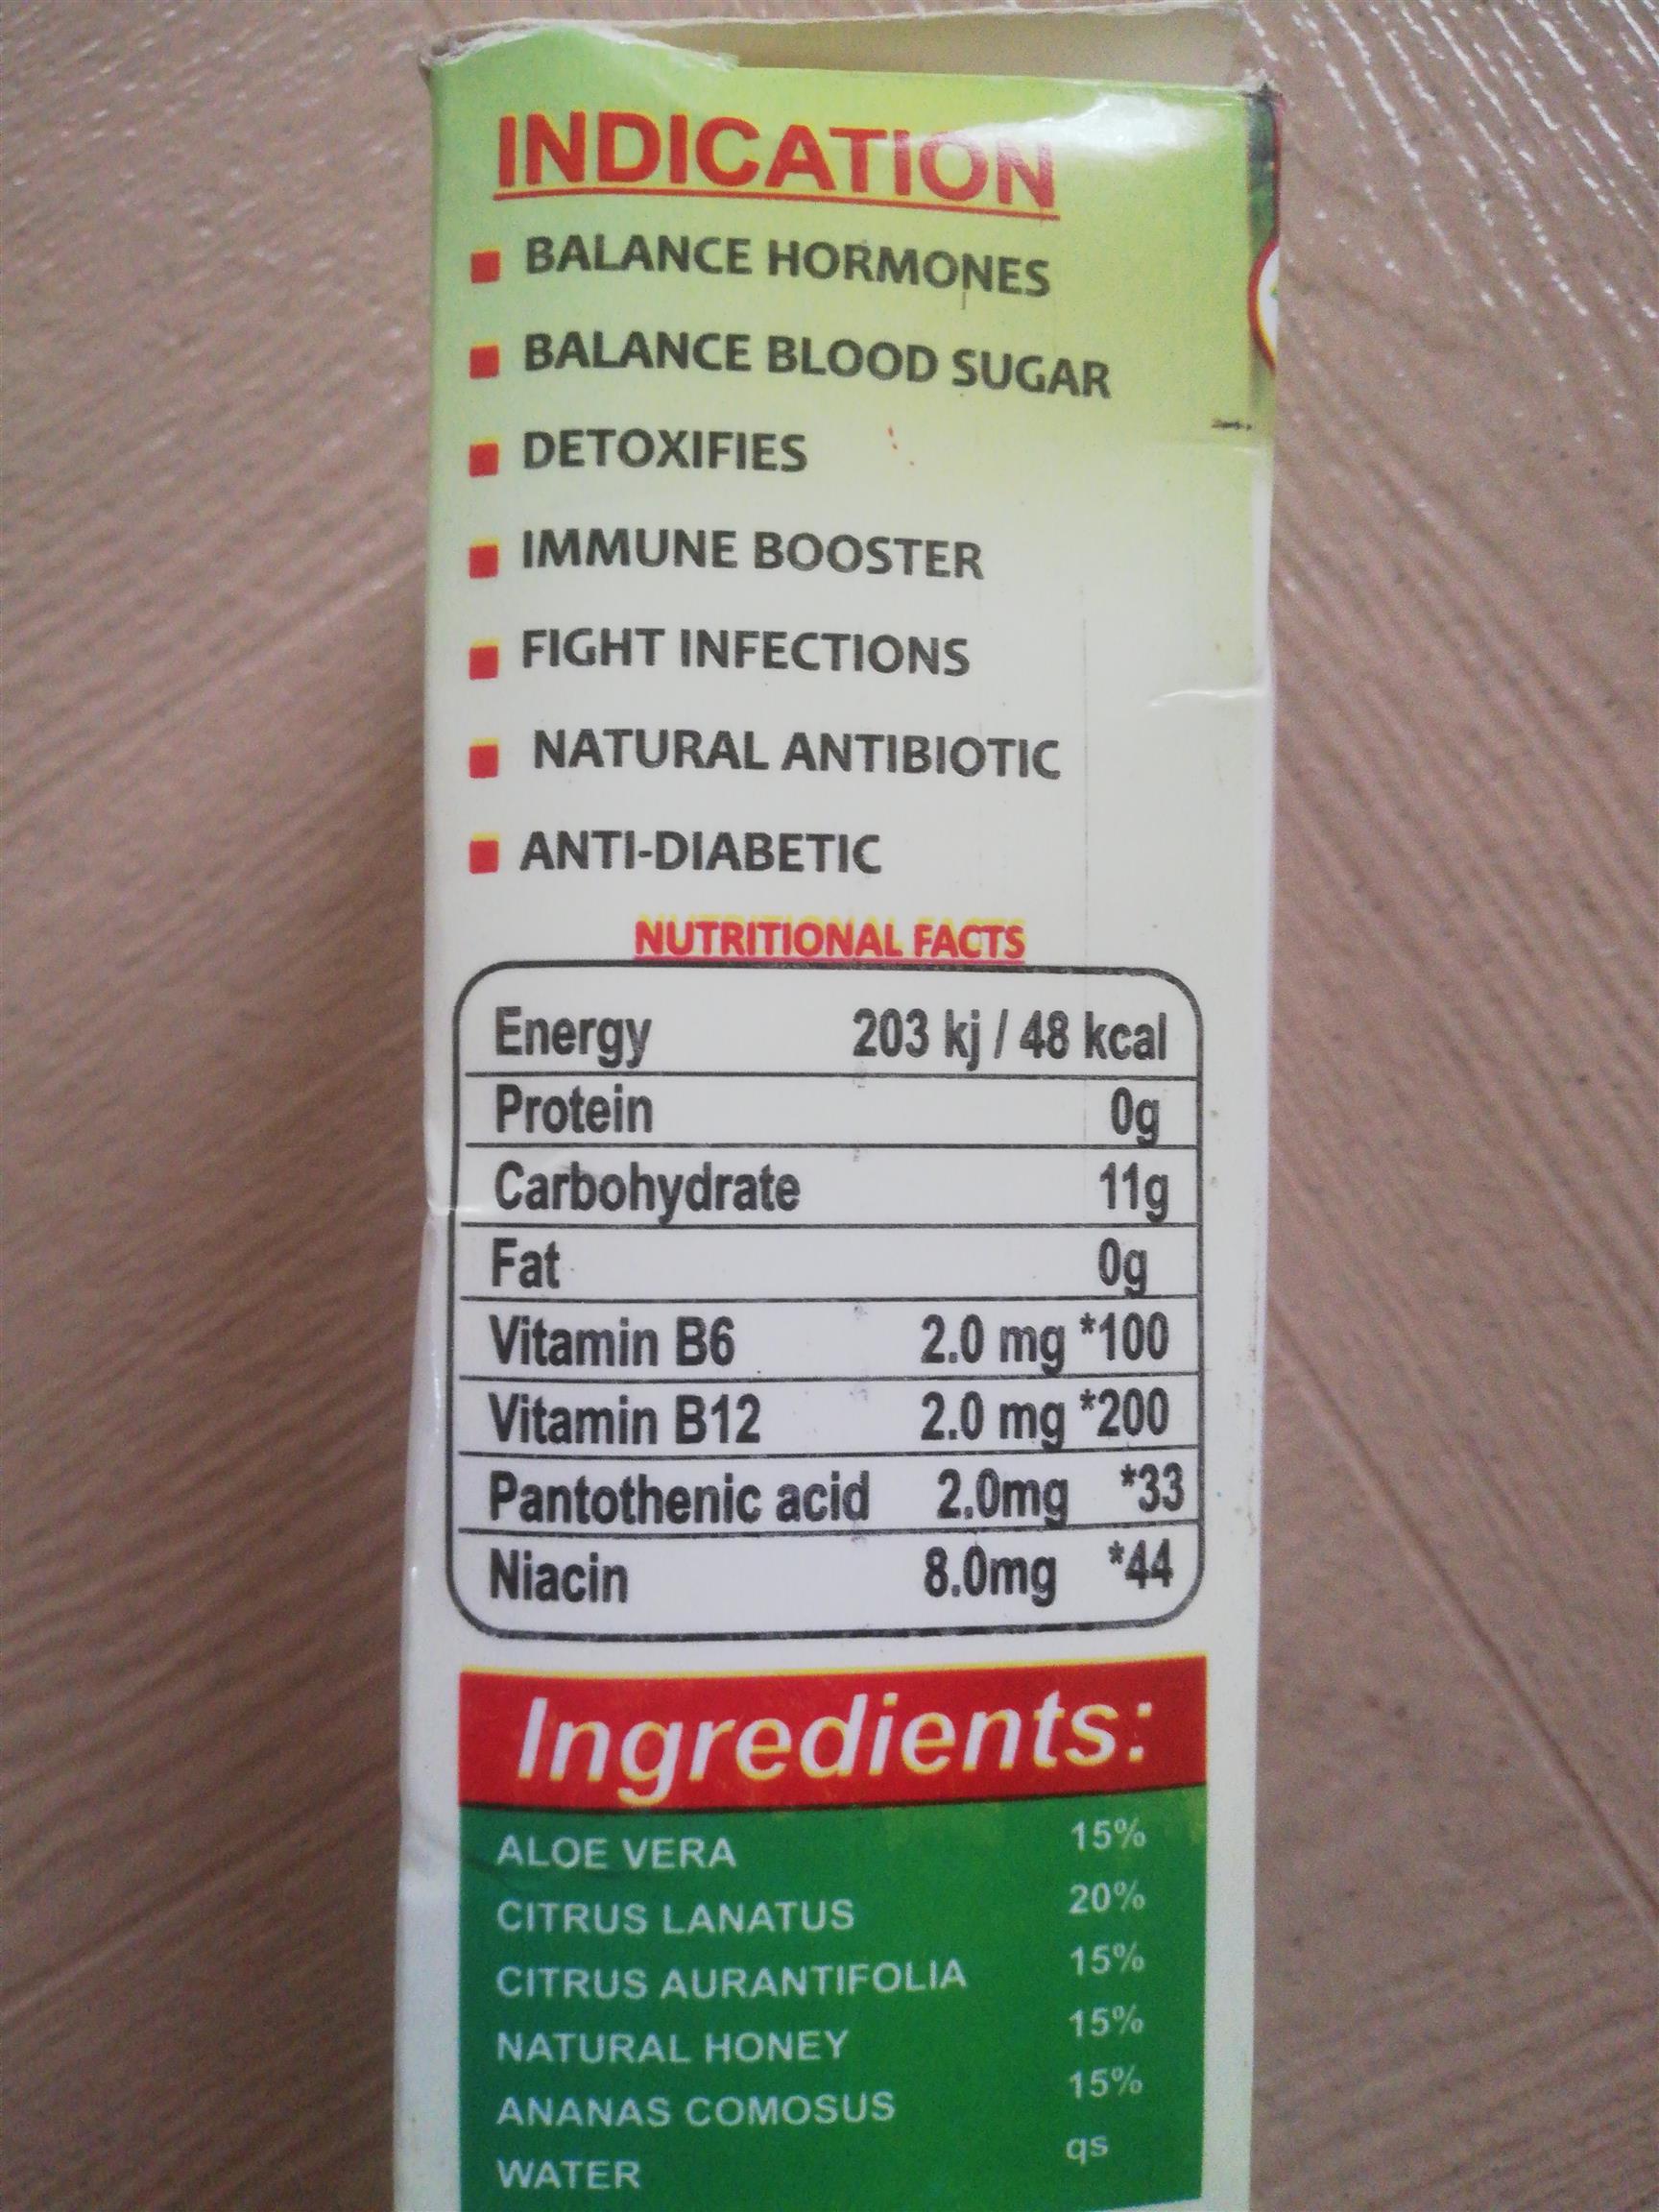 INDICATION
BALANCE HORMONES
BALANCE BLOOD SUGAR
DETOXIFIES
IMMUNE BOOSTER
FIGHT INFECTIONS
NATURAL ANTIBIOTIC
ANTI-DIABETIC
NUTRITIONAL FACTS
Energy 203 kj / 48 kcal
Protein 0g
Carbohydrate 11g
Fat 0g
Vitamin B6 2.0 mg *100
Vitamin B12 2.0 mg *200
Pantothenic acid 2.0mg *33
Niacin 8.0mg *44
Ingredients:
ALOE VERA 15%
CITRUS LANATUS 20%
CITRUS AURANTIFOLIA 15%
NATURAL HONEY 15%
ANANAS COMOSUS 15%
WATER qs